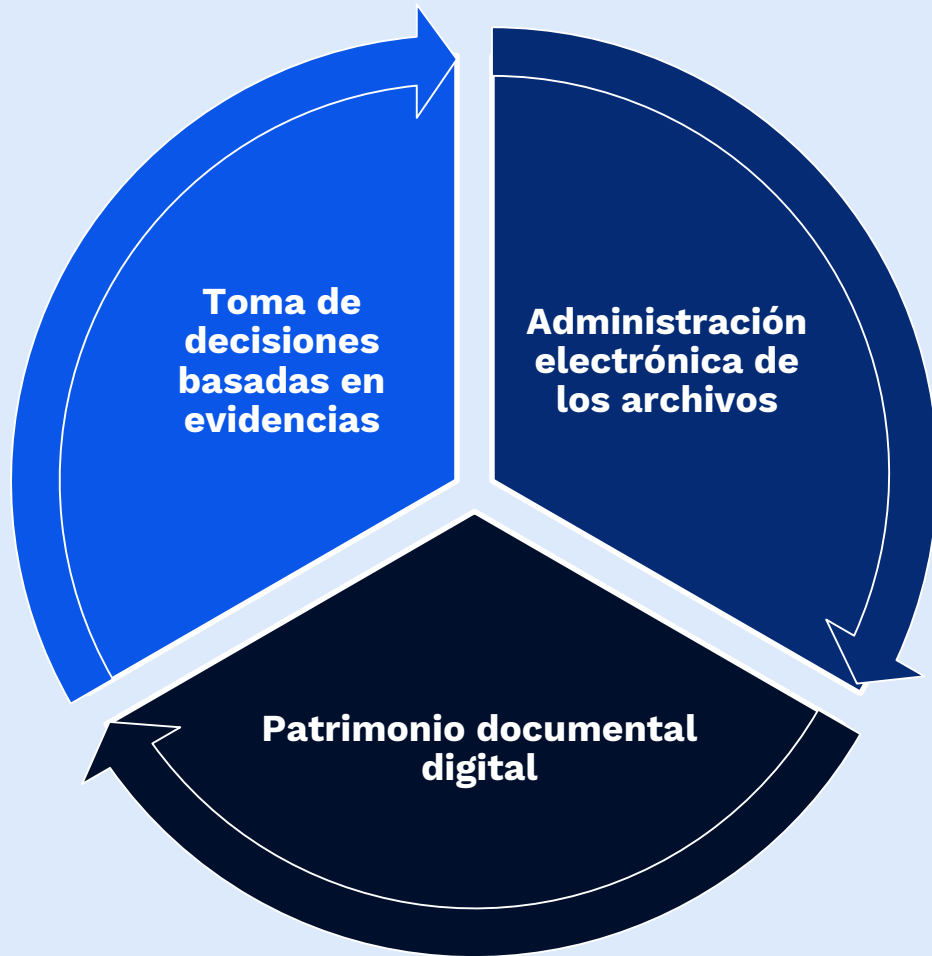 Toma de
decisiones
basadas en
evidencias
Administración
electrónica de
los archivos
Patrimonio documental
digital